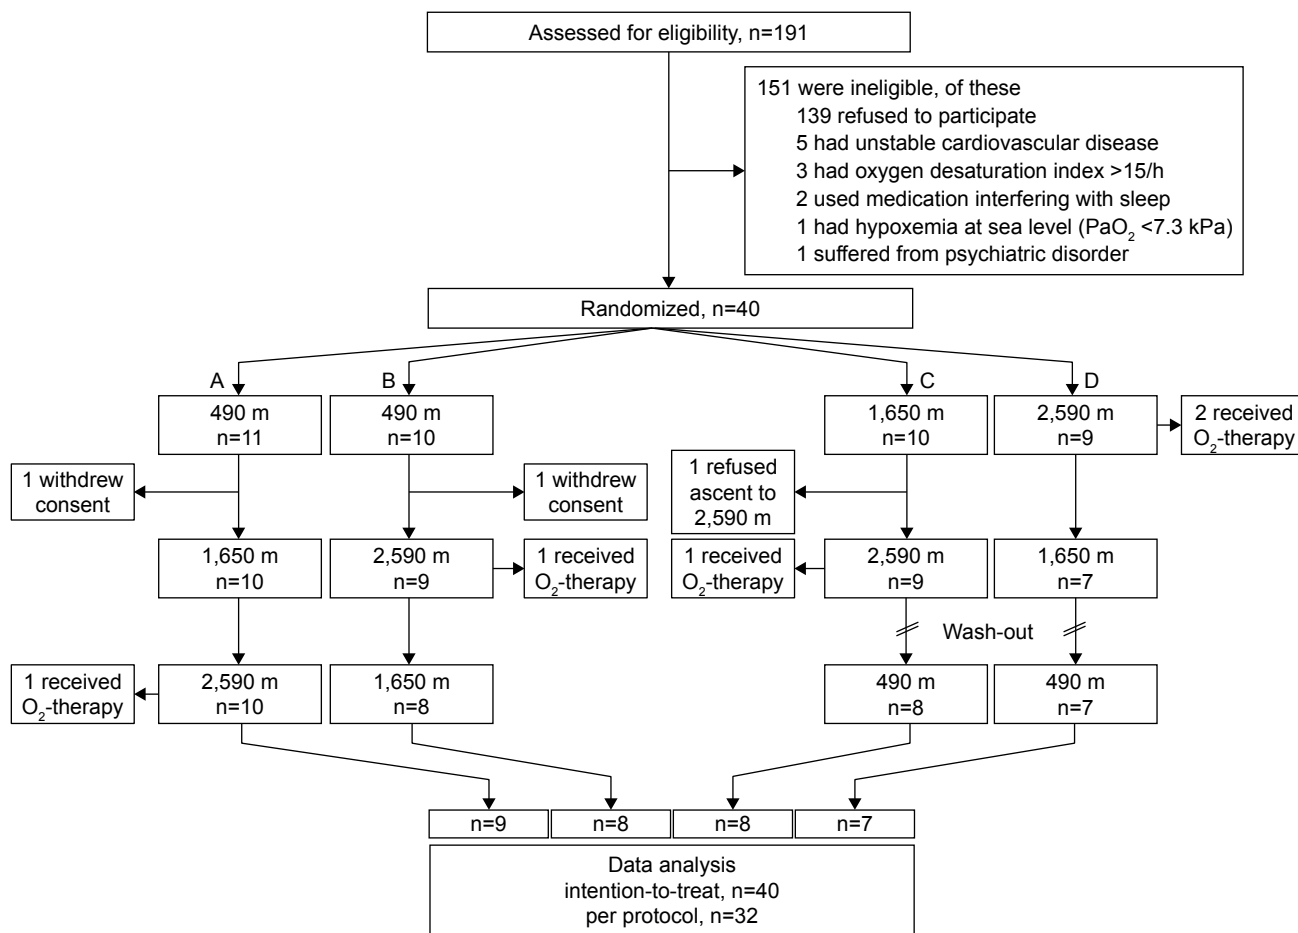 Assessed for eligibility, n=191
151 were ineligible, of these
139 refused to participate
5 had unstable cardiovascular disease
3 had oxygen desaturation index >15/h
2 used medication interfering with sleep
1 had hypoxemia at sea level (PaO₂ <7.3 kPa)
1 suffered from psychiatric disorder
Randomized, n=40
A
B
C
D
490 m
n=11
490 m
n=10
1,650 m
n=10
2,590 m
n=9
2 received
O₂-therapy
1 withdrew
consent
1 withdrew
consent
1 refused
ascent to
2,590 m
1,650 m
n=10
2,590 m
n=9
1 received
O₂-therapy
1 received
O₂-therapy
2,590 m
n=9
1,650 m
n=7
Wash-out
1 received
O₂-therapy
2,590 m
n=10
1,650 m
n=8
490 m
n=8
490 m
n=7
n=9
n=8
n=8
n=7
Data analysis
intention-to-treat, n=40
per protocol, n=32